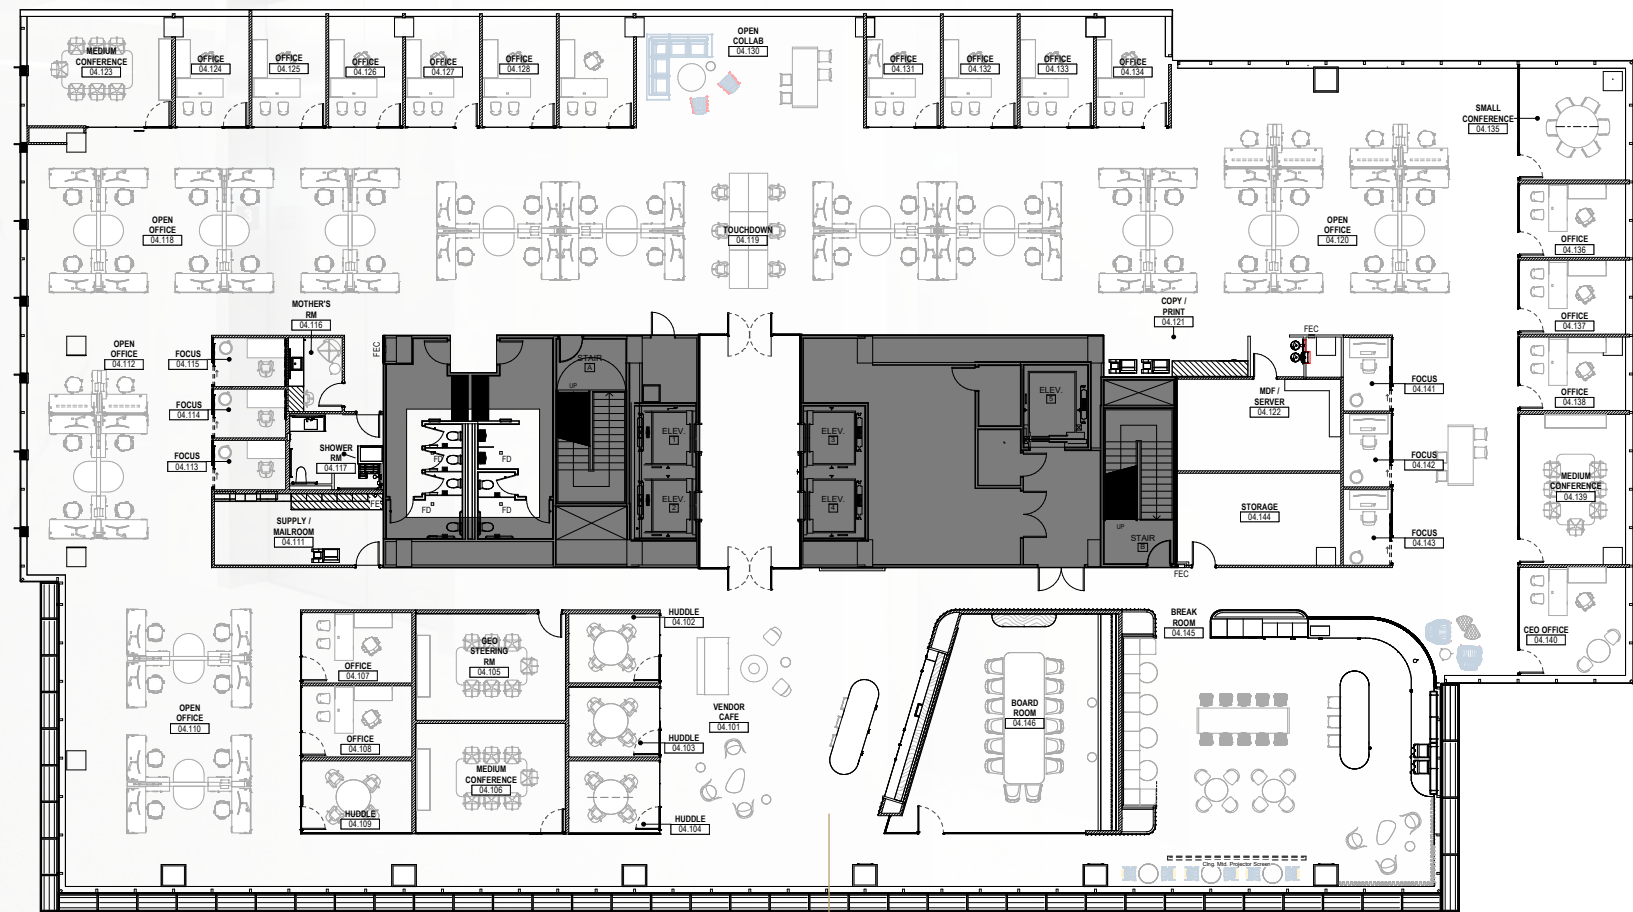 MEDIUM
CONFERENCE
04.123
OFFICE
04.124
OFFICE
04.125
OFFICE
04.126
OFFICE
04.127
OFFICE
04.128
OPEN
COLLAB
04.130
OFFICE
04.131
OFFICE
04.132
OFFICE
04.133
OFFICE
04.134
SMALL
CONFERENCE
04.135
OPEN
OFFICE
04.118
TOUCHDOWN
04.119
OPEN
OFFICE
04.120
OFFICE
04.136
OFFICE
04.137
OFFICE
04.138
MOTHER'S
RM
04.116
COPY /
PRINT
04.121
FEC
FEC
OPEN
OFFICE
04.112
FOCUS
04.115
FOCUS
04.114
FOCUS
04.113
SHOWER
RM
04.117
FEC
SUPPLY /
MAILROOM
04.111
FD
FD
FD
FD
STAIR
A
UP
ELEV.
1
ELEV.
2
ELEV.
3
ELEV.
4
ELEV.
5
UP
STAIR
B
FEC
MDF /
SERVER
04.122
STORAGE
04.144
FOCUS
04.141
FOCUS
04.142
FOCUS
04.143
MEDIUM
CONFERENCE
04.139
CEO OFFICE
04.140
OPEN
OFFICE
04.110
OFFICE
04.107
OFFICE
04.108
HUDDLE
04.109
GEO
STEERING
RM
04.105
MEDIUM
CONFERENCE
04.106
HUDDLE
04.102
HUDDLE
04.103
HUDDLE
04.104
VENDOR
CAFE
04.101
BOARD
ROOM
04.146
BREAK
ROOM
04.145
Clng. Mtd. Projector Screen